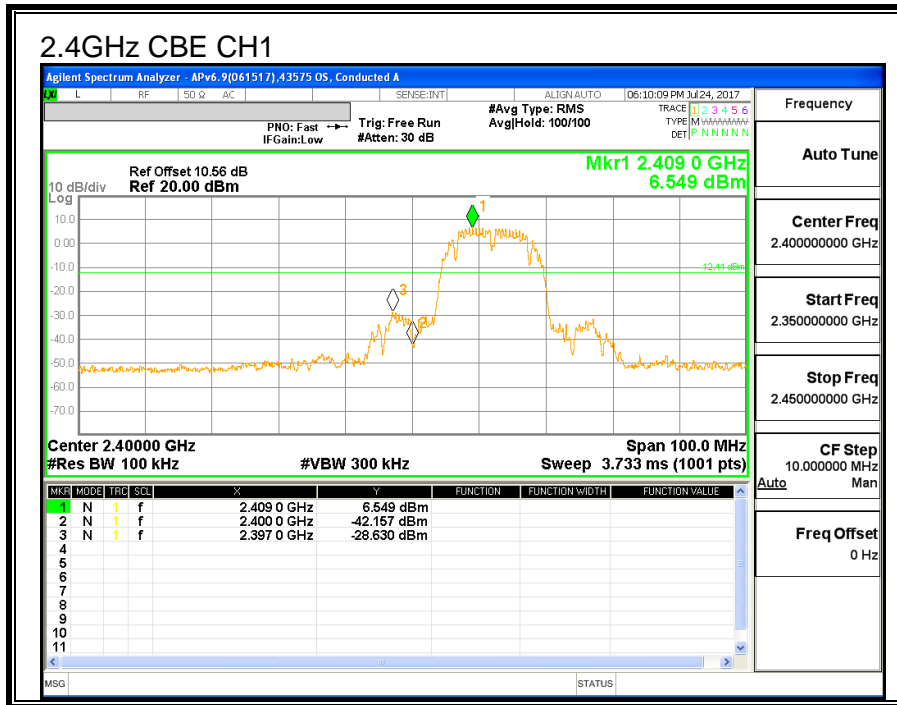 2.4GHz CBE CH1
Agilent Spectrum Analyzer - APv6.9(061517),43575 OS, Conducted A
LXI L RF 50 Ω AC SENSE:INT ALIGN AUTO 06:10:09 PM Jul 24, 2017
PNO: Fast Trig: Free Run #Avg Type: RMS TRACE 1 2 3 4 5 6
IFGain:Low #Atten: 30 dB Avg|Hold: 100/100 TYPE M WWWWW
DET P N N N N N
Frequency
Auto Tune
Center Freq
2.400000000 GHz
Start Freq
2.350000000 GHz
Stop Freq
2.450000000 GHz
CF Step
10.000000 MHz
Auto Man
Freq Offset
0 Hz
Mkr1 2.409 0 GHz
6.549 dBm
Ref Offset 10.56 dB
10 dB/div Ref 20.00 dBm
Log
10.0
0.00
-10.0
-20.0
-30.0
-40.0
-50.0
-60.0
-70.0
1
-12.44 dBm
3
2
Center 2.40000 GHz Span 100.0 MHz
#Res BW 100 kHz #VBW 300 kHz Sweep 3.733 ms (1001 pts)
MKR MODE TRC SCL X Y FUNCTION FUNCTION WIDTH FUNCTION VALUE
1 N 1 f 2.409 0 GHz 6.549 dBm
2 N 1 f 2.400 0 GHz -42.157 dBm
3 N 1 f 2.397 0 GHz -28.630 dBm
4
5
6
7
8
9
10
11
MSG STATUS